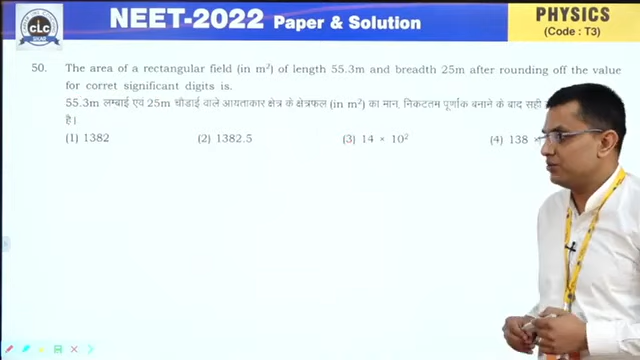 CLC
SIKAR
NEET-2022 Paper & Solution
PHYSICS
(Code : T3)
50. The area of a rectangular field (in m²) of length 55.3m and breadth 25m after rounding off the value
for corret significant digits is.
55.3m लम्बाई एवं 25m चौडाई वाले आयताकार क्षेत्र के क्षेत्रफल (in m²) का मान, निकटतम पूर्णांक बनाने के बाद सही
है।
(1) 1382 (2) 1382.5 (3) 14 × 10² (4) 138 ×